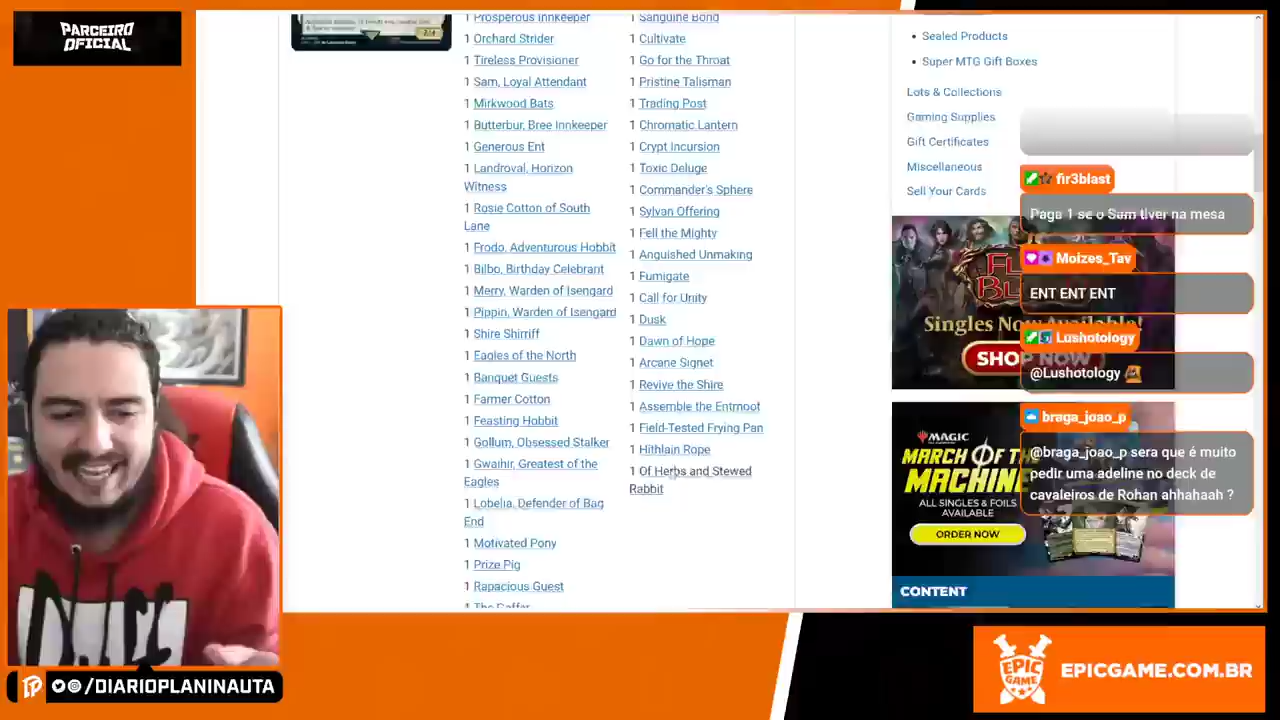 PARCEIRO
OFICIAL
1 Prosperous Innkeeper
1 Orchard Strider
1 Tireless Provisioner
1 Sam, Loyal Attendant
1 Mirkwood Bats
1 Butterbur, Bree Innkeeper
1 Generous Ent
1 Landroval, Horizon
Witness
1 Rosie Cotton of South
Lane
1 Frodo, Adventurous Hobbit
1 Bilbo, Birthday Celebrant
1 Merry, Warden of Isengard
1 Pippin, Warden of Isengard
1 Shire Shirriff
1 Eagles of the North
1 Banquet Guests
1 Farmer Cotton
1 Feasting Hobbit
1 Gollum, Obsessed Stalker
1 Gwaihir, Greatest of the
Eagles
1 Lobelia, Defender of Bag
End
1 Motivated Pony
1 Prize Pig
1 Rapacious Guest
1 The Gaffer
1 Sanguine Bond
1 Cultivate
1 Go for the Throat
1 Pristine Talisman
1 Trading Post
1 Chromatic Lantern
1 Crypt Incursion
1 Toxic Deluge
1 Commander's Sphere
1 Sylvan Offering
1 Fell the Mighty
1 Anguished Unmaking
1 Fumigate
1 Call for Unity
1 Dusk
1 Dawn of Hope
1 Arcane Signet
1 Revive the Shire
1 Assemble the Entmoot
1 Field-Tested Frying Pan
1 Hithlain Rope
1 Of Herbs and Stewed
Rabbit
Sealed Products
Super MTG Gift Boxes
Lots & Collections
Gaming Supplies
Gift Certificates
Miscellaneous
Sell Your Cards
Singles Now Available!
SHOP NOW
MAGIC
MARCH OF THE
MACHINE
ALL SINGLES & FOILS
AVAILABLE
ORDER NOW
CONTENT
fir3blast
Paga 1 se o Sam tiver na mesa
Moizes_Tav
ENT ENT ENT
Lushotology
@Lushotology
braga_joao_p
@braga_joao_p sera que é muito
pedir uma adeline no deck de
cavaleiros de Rohan ahhahaah ?
/DIARIOPLANINAUTA
EPIC
GAME
EPICGAME.COM.BR